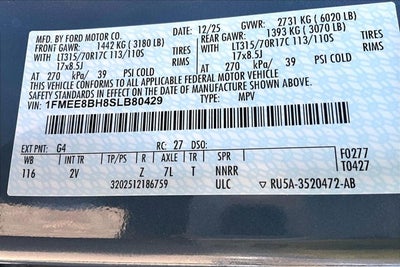 MFD. BY FORD MOTOR CO. 12/25 GVWR: 2731 KG ( 6020 LB)
FRONT GAWR: 1442 KG ( 3180 LB) REAR GAWR: 1393 KG ( 3070 LB)
LT315/70R17C 113/110S TIRES LT315/70R17C 113/110S TIRES
17x8.5J RIMS 17x8.5J RIMS
AT 270 kPa/ 39 PSI COLD AT 270 kPa/ 39 PSI COLD
THIS VEHICLE CONFORMS TO ALL APPLICABLE FEDERAL MOTOR VEHICLE
SAFETY STANDARDS IN EFFECT ON THE DATE OF MANUFACTURE SHOWN ABOVE.
VIN: 1FMEE8BH8SLB80429 TYPE: MPV
EXT PNT: G4 RC: 27 DSO: F0277
WB INT TR TP/PS R AXLE TR SPR T0427
116 2V Z 7L T NNRR
3202512186759 ULC ▽ RU5A-3520472-AB